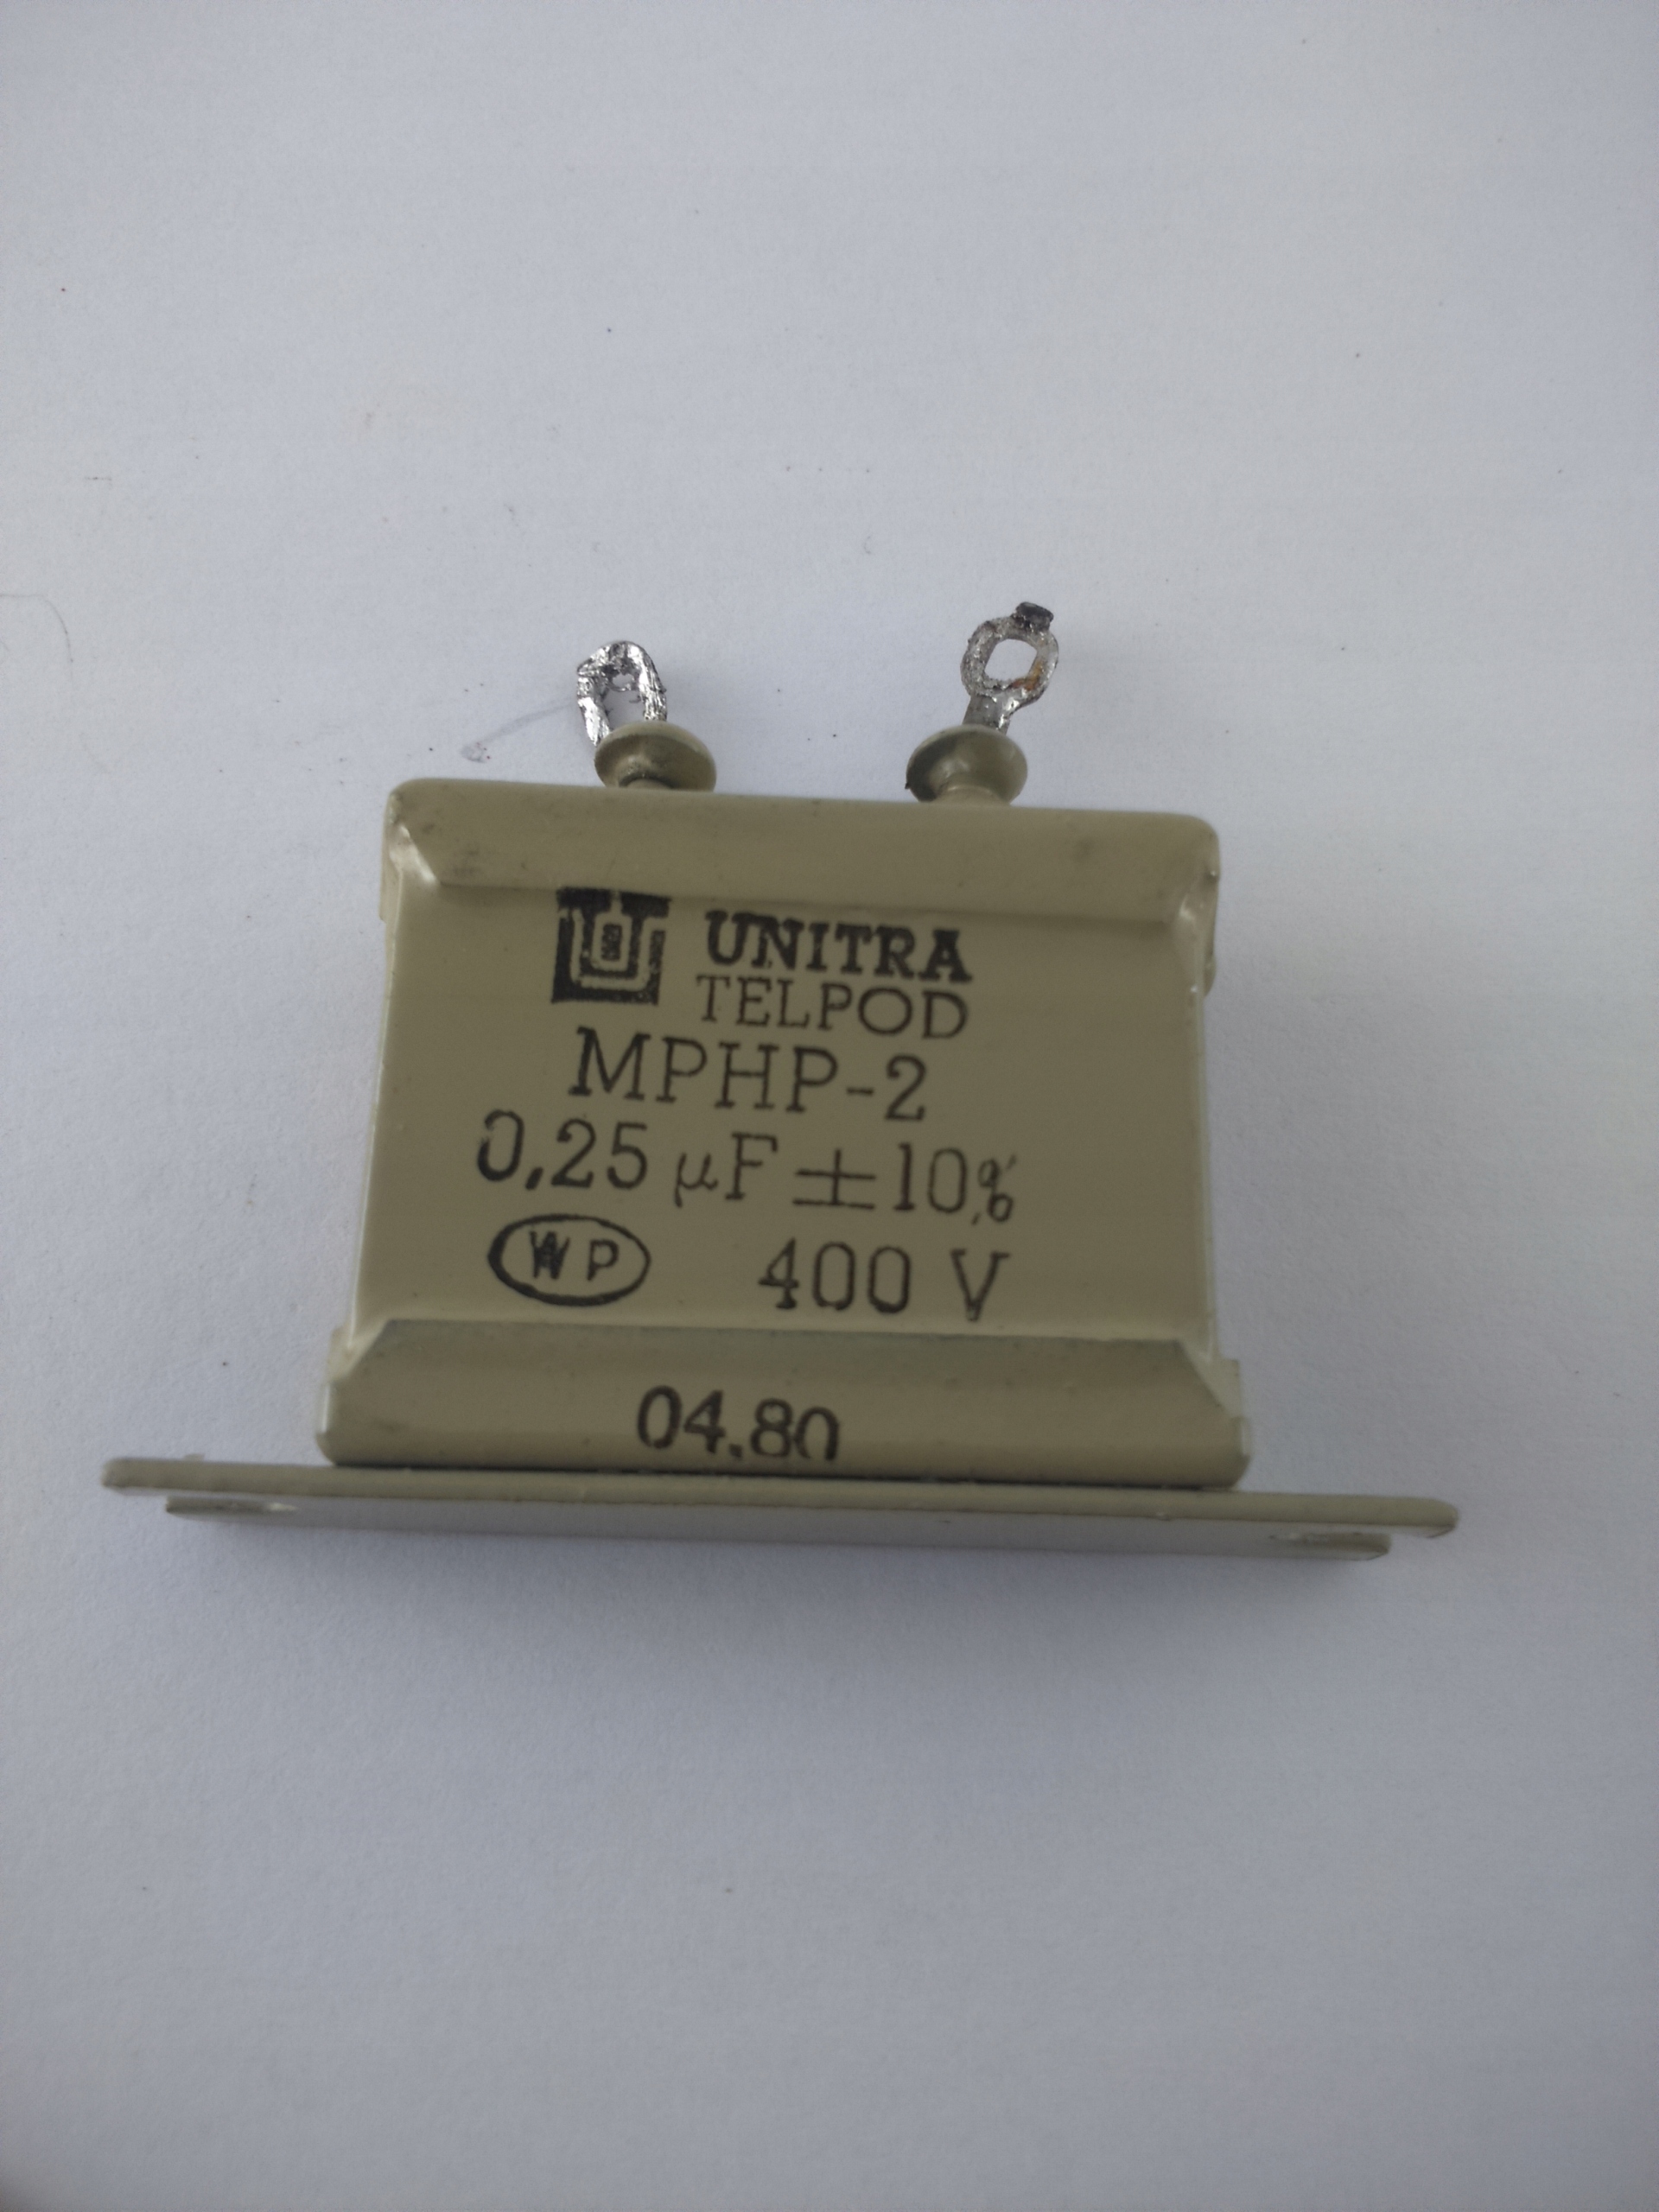 UNITRA
TELPOD
MPHP-2
0,25 μF ±10%
WP 400 V
04.80